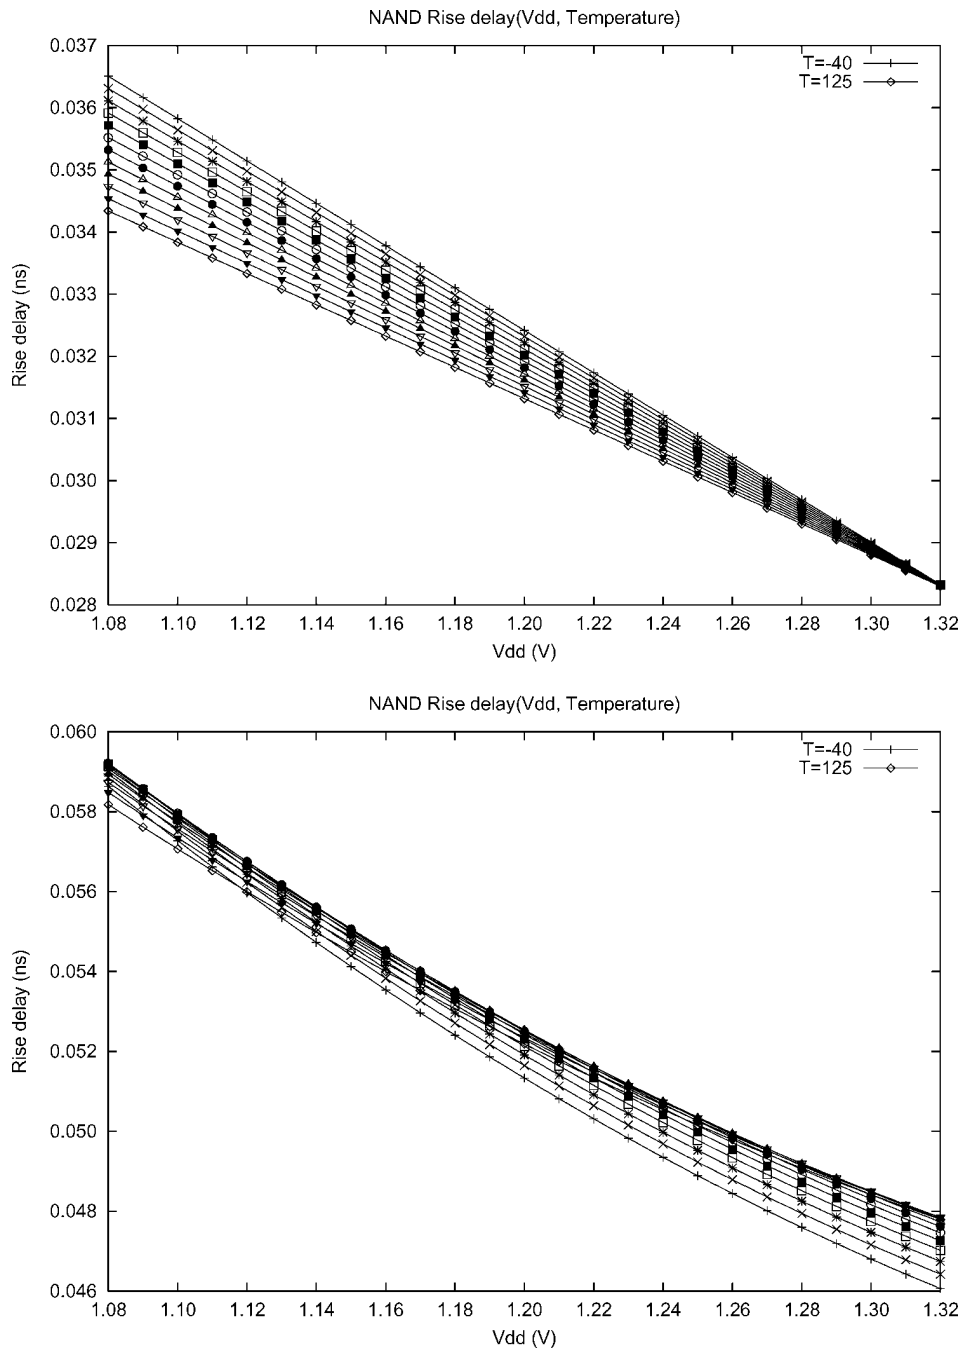 NAND Rise delay(Vdd, Temperature)
0.037
T=-40
T=125
0.036
0.035
0.034
0.033
0.032
0.031
0.030
0.029
0.028
Rise delay (ns)
1.08 1.10 1.12 1.14 1.16 1.18 1.20 1.22 1.24 1.26 1.28 1.30 1.32
Vdd (V)
NAND Rise delay(Vdd, Temperature)
0.060
T=-40
T=125
0.058
0.056
0.054
0.052
0.050
0.048
0.046
Rise delay (ns)
1.08 1.10 1.12 1.14 1.16 1.18 1.20 1.22 1.24 1.26 1.28 1.30 1.32
Vdd (V)